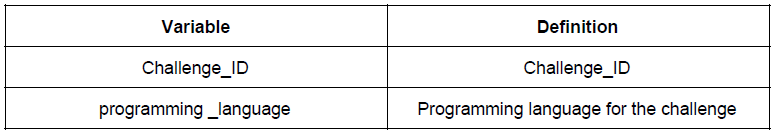 Variable Definition
Challenge_ID Challenge_ID
programming _language Programming language for the challenge